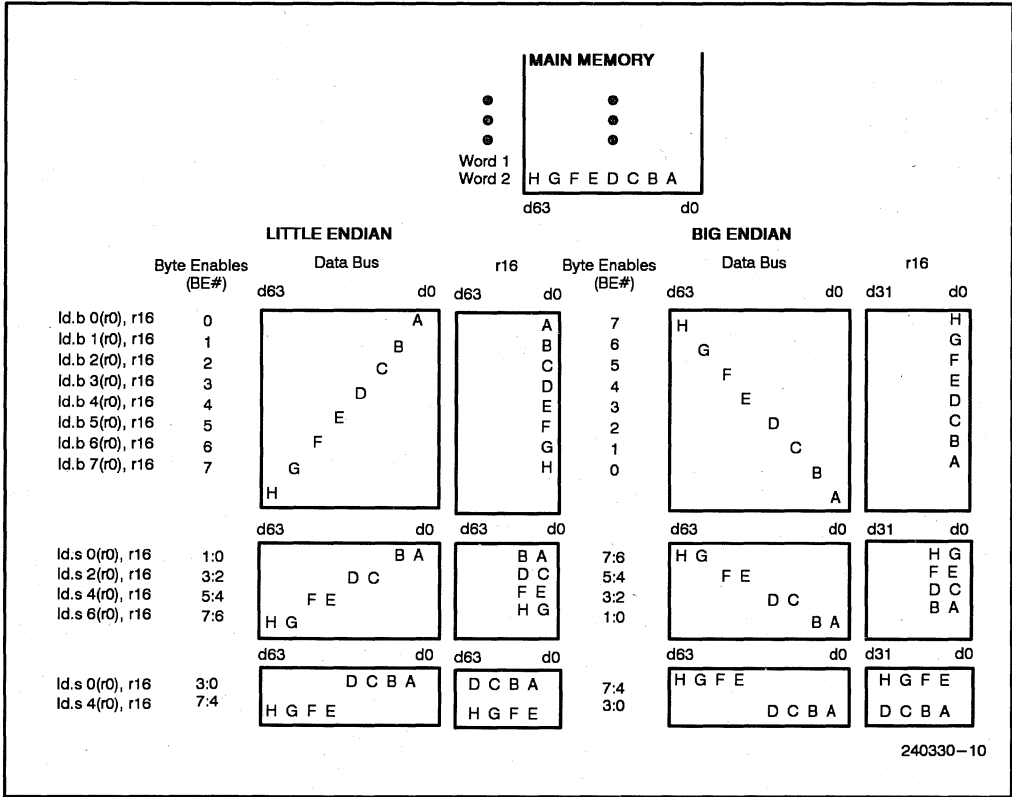 MAIN MEMORY
Word 1
Word 2 H G F E D C B A
d63 d0
LITTLE ENDIAN BIG ENDIAN
Byte Enables (BE#) Data Bus r16 Byte Enables (BE#) Data Bus r16
d63 d0 d63 d0 d63 d0 d31 d0
ld.b 0(r0), r16 0 A A 7 H H
ld.b 1(r0), r16 1 B B 6 G G
ld.b 2(r0), r16 2 C C 5 F F
ld.b 3(r0), r16 3 D D 4 E E
ld.b 4(r0), r16 4 E E 3 D D
ld.b 5(r0), r16 5 F F 2 C C
ld.b 6(r0), r16 6 G G 1 B B
ld.b 7(r0), r16 7 H H 0 A A
d63 d0 d63 d0 d63 d0 d31 d0
ld.s 0(r0), r16 1:0 B A B A 7:6 H G H G
ld.s 2(r0), r16 3:2 D C D C 5:4 F E F E
ld.s 4(r0), r16 5:4 F E F E 3:2 D C D C
ld.s 6(r0), r16 7:6 H G H G 1:0 B A B A
d63 d0 d63 d0 d63 d0 d31 d0
ld.s 0(r0), r16 3:0 D C B A D C B A 7:4 H G F E H G F E
ld.s 4(r0), r16 7:4 H G F E H G F E 3:0 D C B A D C B A
240330-10